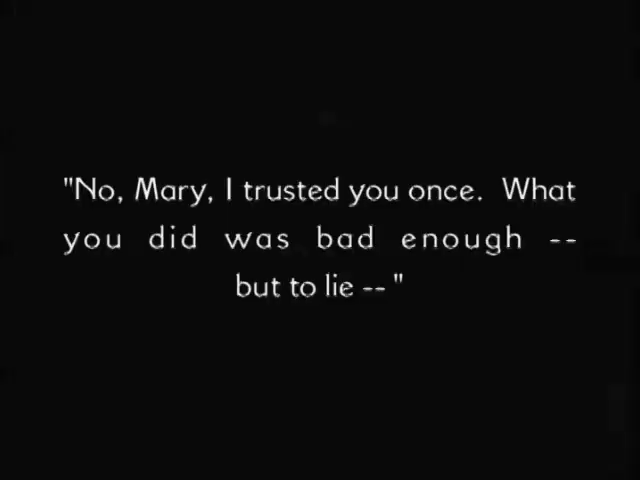 "No, Mary, I trusted you once. What
you did was bad enough --
but to lie -- "